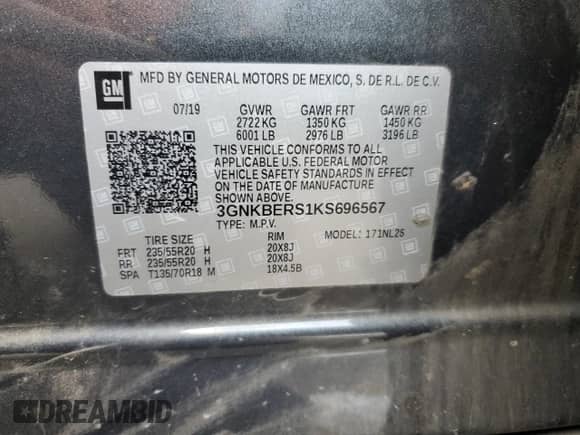 GM
MFD BY GENERAL MOTORS DE MEXICO, S. DE R.L. DE C.V.
07/19 GVWR GAWR FRT GAWR RR
2722 KG 1350 KG 1450 KG
6001 LB 2976 LB 3196 LB
THIS VEHICLE CONFORMS TO ALL
APPLICABLE U.S. FEDERAL MOTOR
VEHICLE SAFETY STANDARDS IN EFFECT
ON THE DATE OF MANUFACTURE
SHOWN ABOVE.
3GNKBERS1KS696567
TYPE: M.P.V.
TIRE SIZE RIM MODEL: 171NL26
FRT 235/55R20 H 20X8J
RR 235/55R20 H 20X8J
SPA T135/70R18 M 18X4.5B
DREAMBID